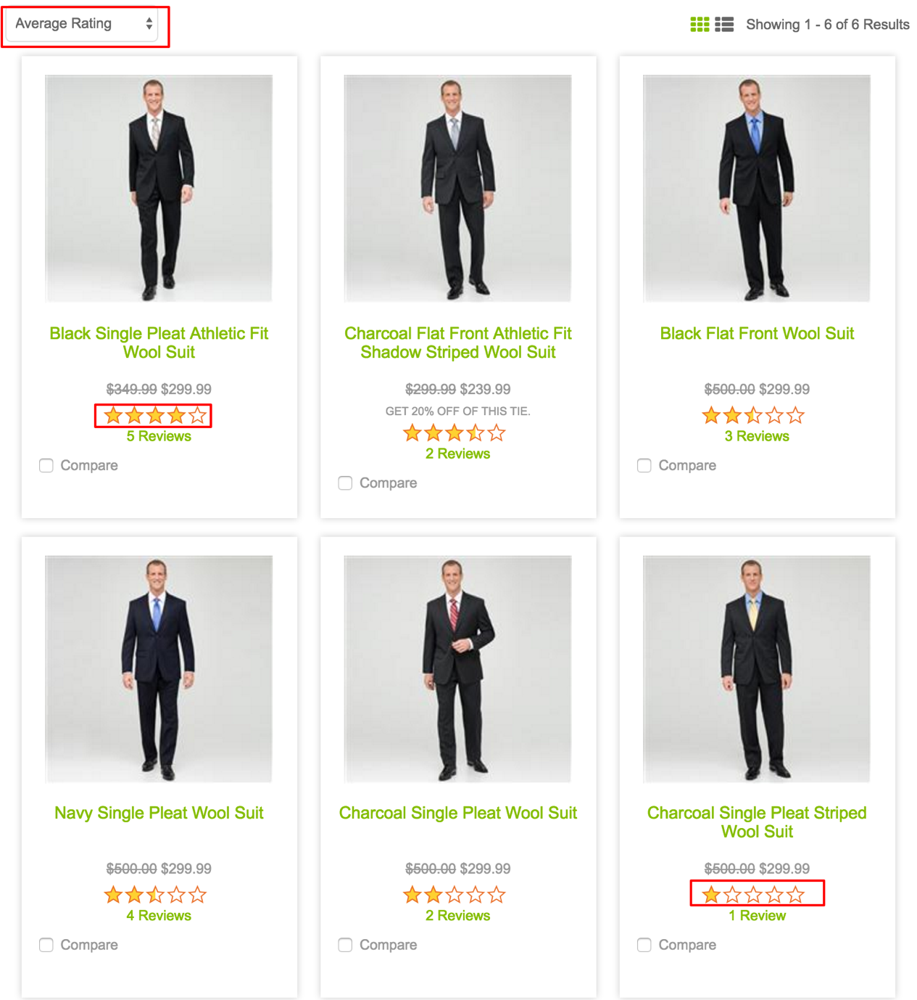 Average Rating
Showing 1 - 6 of 6 Results
Black Single Pleat Athletic Fit
Wool Suit
$349.99 $299.99
5 Reviews
Compare
Charcoal Flat Front Athletic Fit
Shadow Striped Wool Suit
$299.99 $239.99
GET 20% OFF OF THIS TIE.
2 Reviews
Compare
Black Flat Front Wool Suit
$500.00 $299.99
3 Reviews
Compare
Navy Single Pleat Wool Suit
$500.00 $299.99
4 Reviews
Compare
Charcoal Single Pleat Wool Suit
$500.00 $299.99
2 Reviews
Compare
Charcoal Single Pleat Striped
Wool Suit
$500.00 $299.99
1 Review
Compare